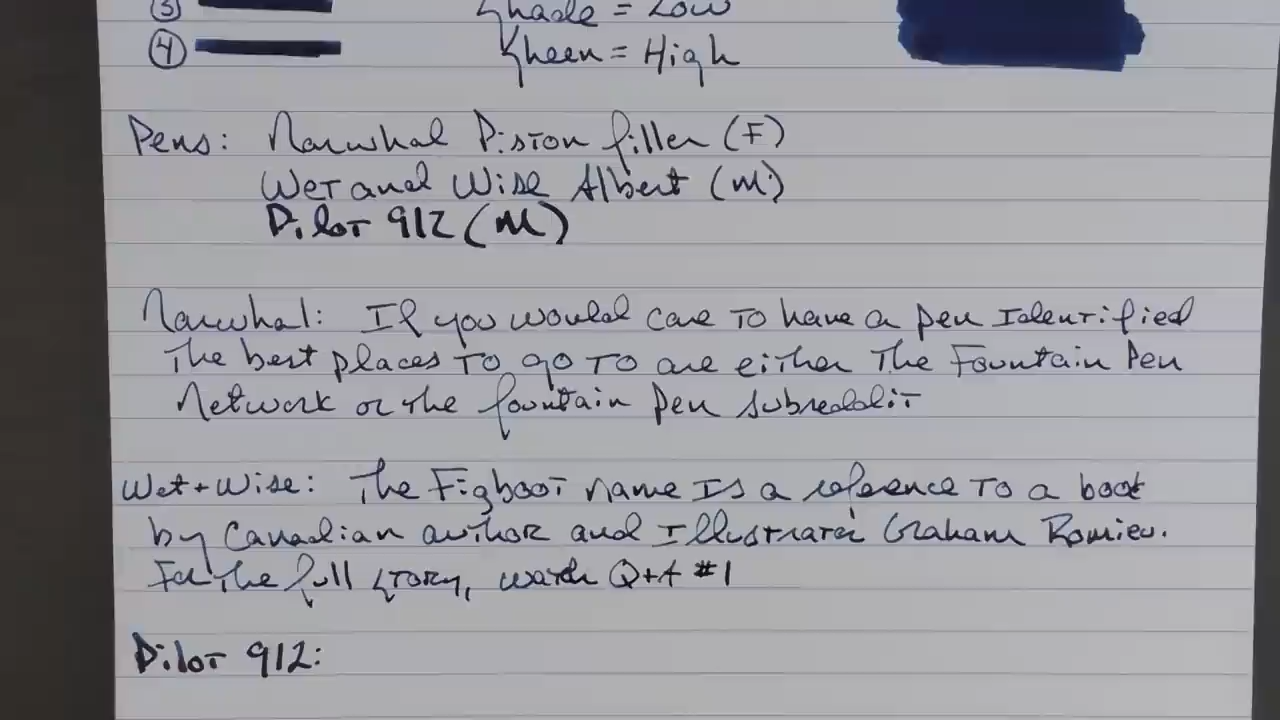 3
Shade = Low
4
Sheen = High
Pens: Narwhal Piston filler (F)
Wet and Wise Albert (M)
Pilot 912 (M)
Narwhal: If you would care to have a pen Identified
The best places to go to are either The Fountain Pen
Network or the fountain pen subreddit
Wet + Wise: The Figboot name is a reference to a book
by Canadian author and Illustrator Graham Romieu.
For the full story, watch Q+A #1
Pilot 912: